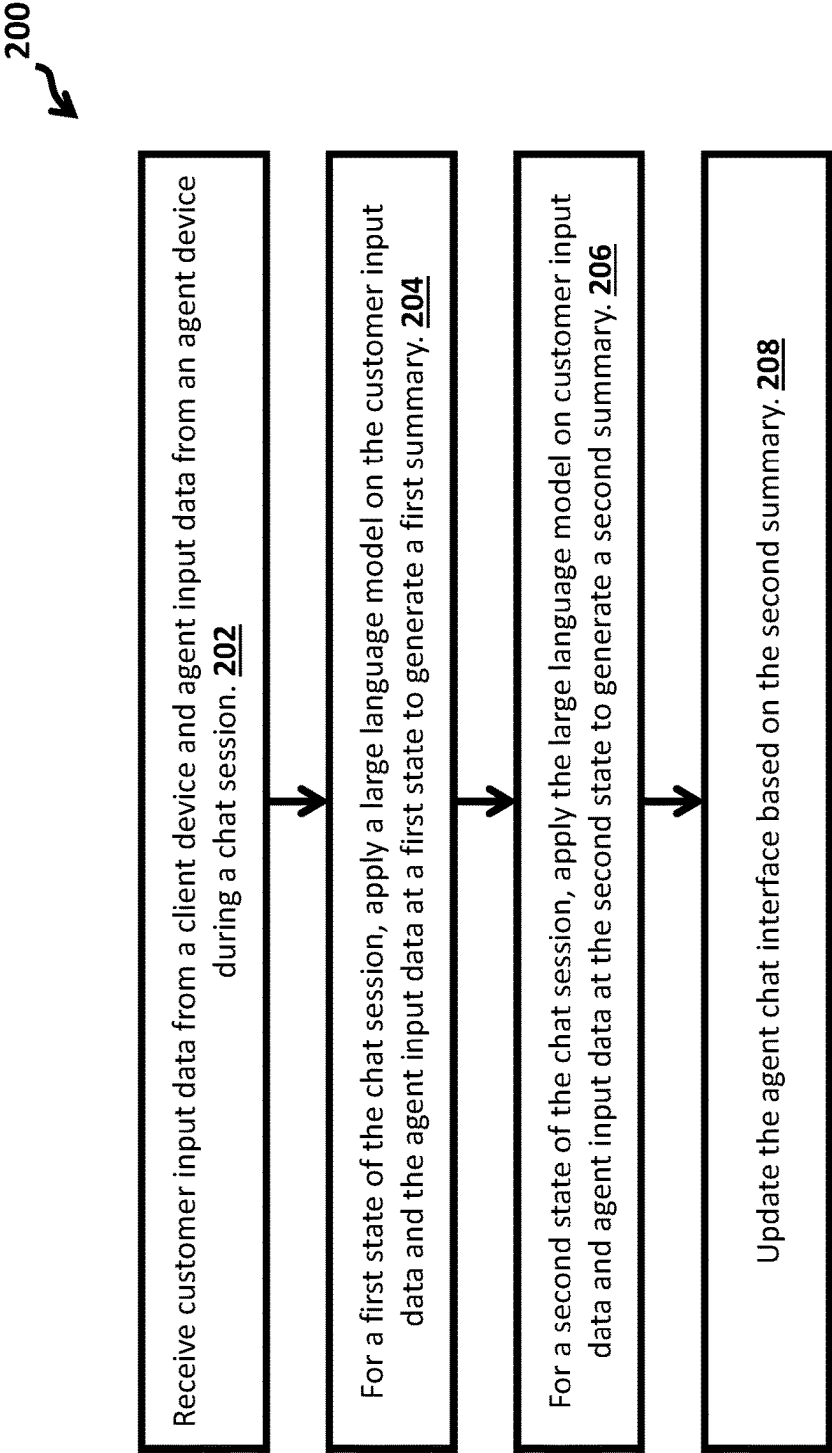 200
Receive customer input data from a client device and agent input data from an agent device
during a chat session. 202
For a first state of the chat session, apply a large language model on the customer input
data and the agent input data at a first state to generate a first summary. 204
For a second state of the chat session, apply the large language model on customer input
data and agent input data at the second state to generate a second summary. 206
Update the agent chat interface based on the second summary. 208